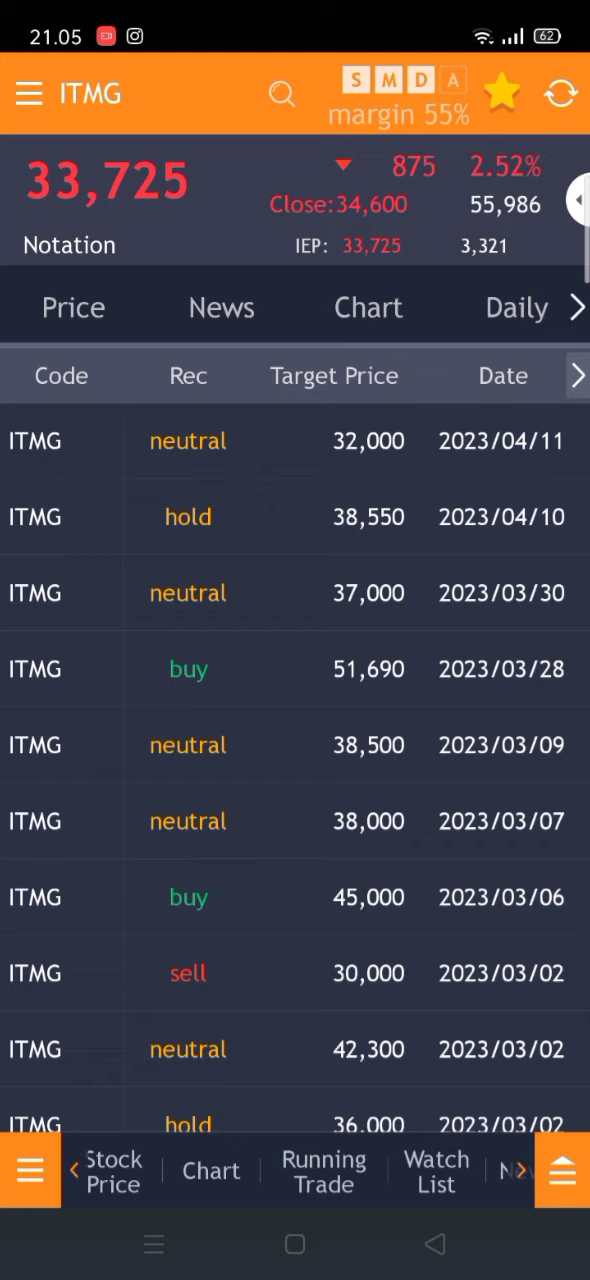 21.05 62
ITMG S M D A
margin 55%
33,725 875 2.52%
Close:34,600 55,986
Notation IEP: 33,725 3,321
Price News Chart Daily
Code Rec Target Price Date
ITMG neutral 32,000 2023/04/11
ITMG hold 38,550 2023/04/10
ITMG neutral 37,000 2023/03/30
ITMG buy 51,690 2023/03/28
ITMG neutral 38,500 2023/03/09
ITMG neutral 38,000 2023/03/07
ITMG buy 45,000 2023/03/06
ITMG sell 30,000 2023/03/02
ITMG neutral 42,300 2023/03/02
ITMG hold 36,000 2023/03/02
Stock Price Chart Running Trade Watch List